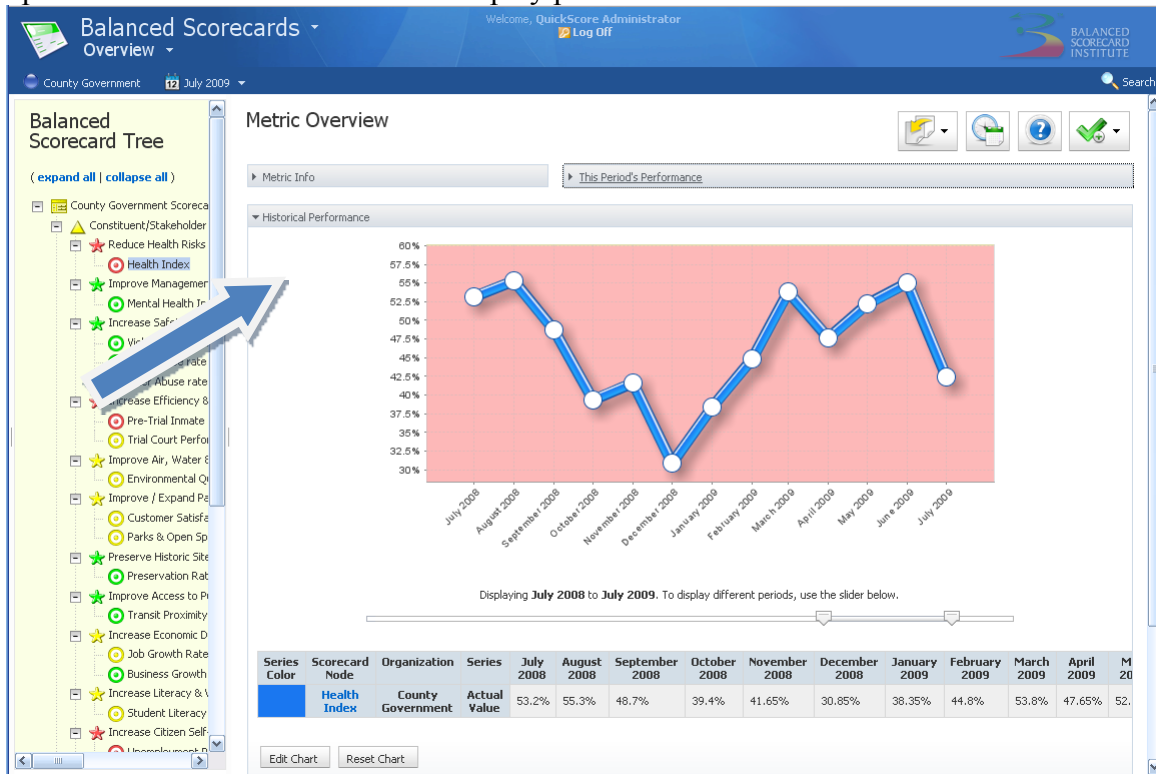 Balanced Scorecards
Overview
Welcome, QuickScore Administrator
Log Off
BALANCED
SCORECARD
INSTITUTE
County Government
12 July 2009
Search
Balanced
Scorecard Tree
(expand all | collapse all)
County Government Scoreca
Constituent/Stakeholder
Reduce Health Risks
Health Index
Improve Managemen
Mental Health
Increase
rate
Abuse rate
Efficiency &
Pre-Trial Inmate
Trial Court Perfor
Improve Air, Water &
Environmental Q
Improve / Expand Pa
Customer Satisfa
Parks & Open Sp
Preserve Historic Site
Preservation Rat
Improve Access to P
Transit Proximity
Increase Economic D
Job Growth Rate
Business Growth
Increase Literacy &
Student Literacy
Increase Citizen Self-
Metric Overview
Metric Info
This Period's Performance
Historical Performance
60%
57.5%
55%
52.5%
50%
47.5%
45%
42.5%
40%
37.5%
35%
32.5%
30%
July 2008 August 2008 September 2008 October 2008 November 2008 December 2008 January 2009 February 2009 March 2009 April 2009 May 2009 June 2009 July 2009
Displaying July 2008 to July 2009. To display different periods, use the slider below.
Series Color Scorecard Node Organization Series July 2008 August 2008 September 2008 October 2008 November 2008 December 2008 January 2009 February 2009 March 2009 April 2009 M 20
Health Index County Government Actual Value 53.2% 55.3% 48.7% 39.4% 41.65% 30.85% 38.35% 44.8% 53.8% 47.65% 52.
Edit Chart Reset Chart